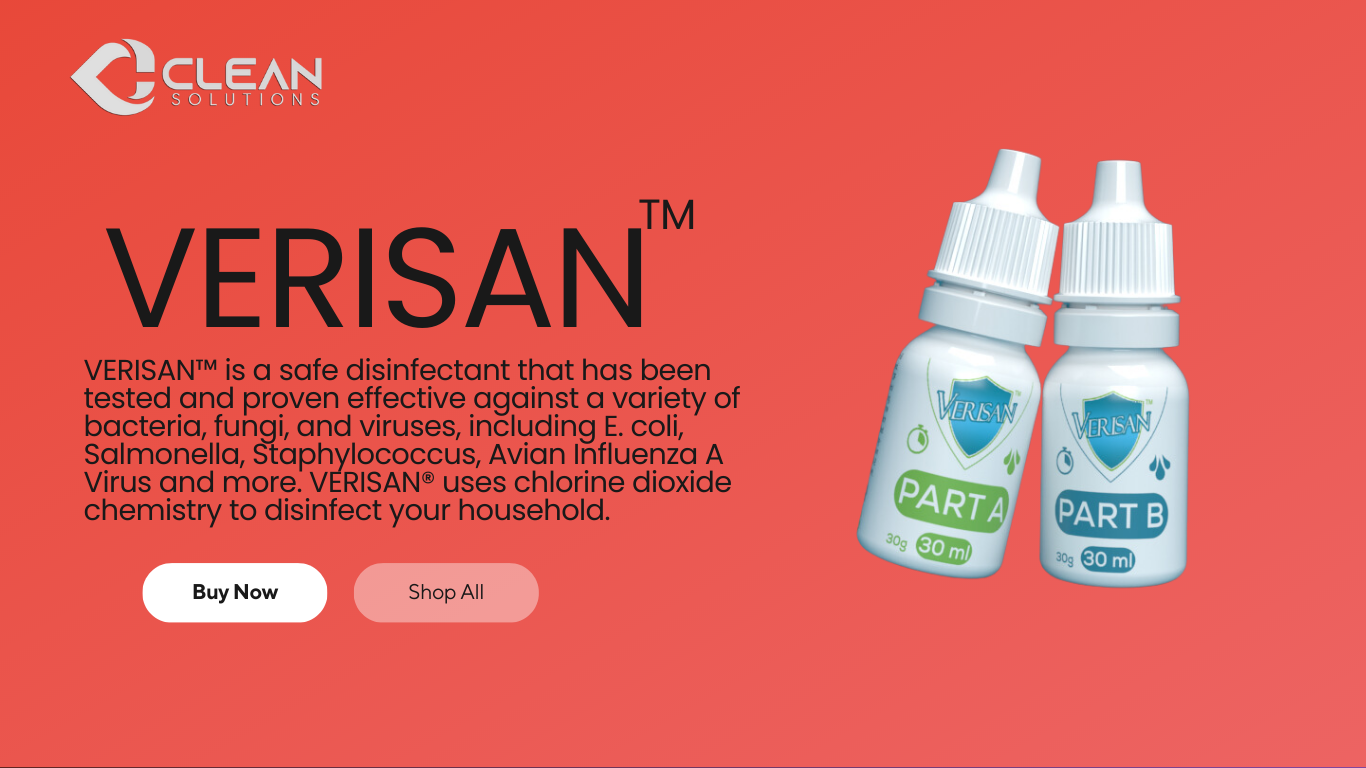 CLEAN
SOLUTIONS
VERISAN™
VERISAN™ is a safe disinfectant that has been
tested and proven effective against a variety of
bacteria, fungi, and viruses, including E. coli,
Salmonella, Staphylococcus, Avian Influenza A
Virus and more. VERISAN® uses chlorine dioxide
chemistry to disinfect your household.
Buy Now
Shop All
VERISAN™
PART A
30g 30 ml
VERISAN™
PART B
30g 30 ml